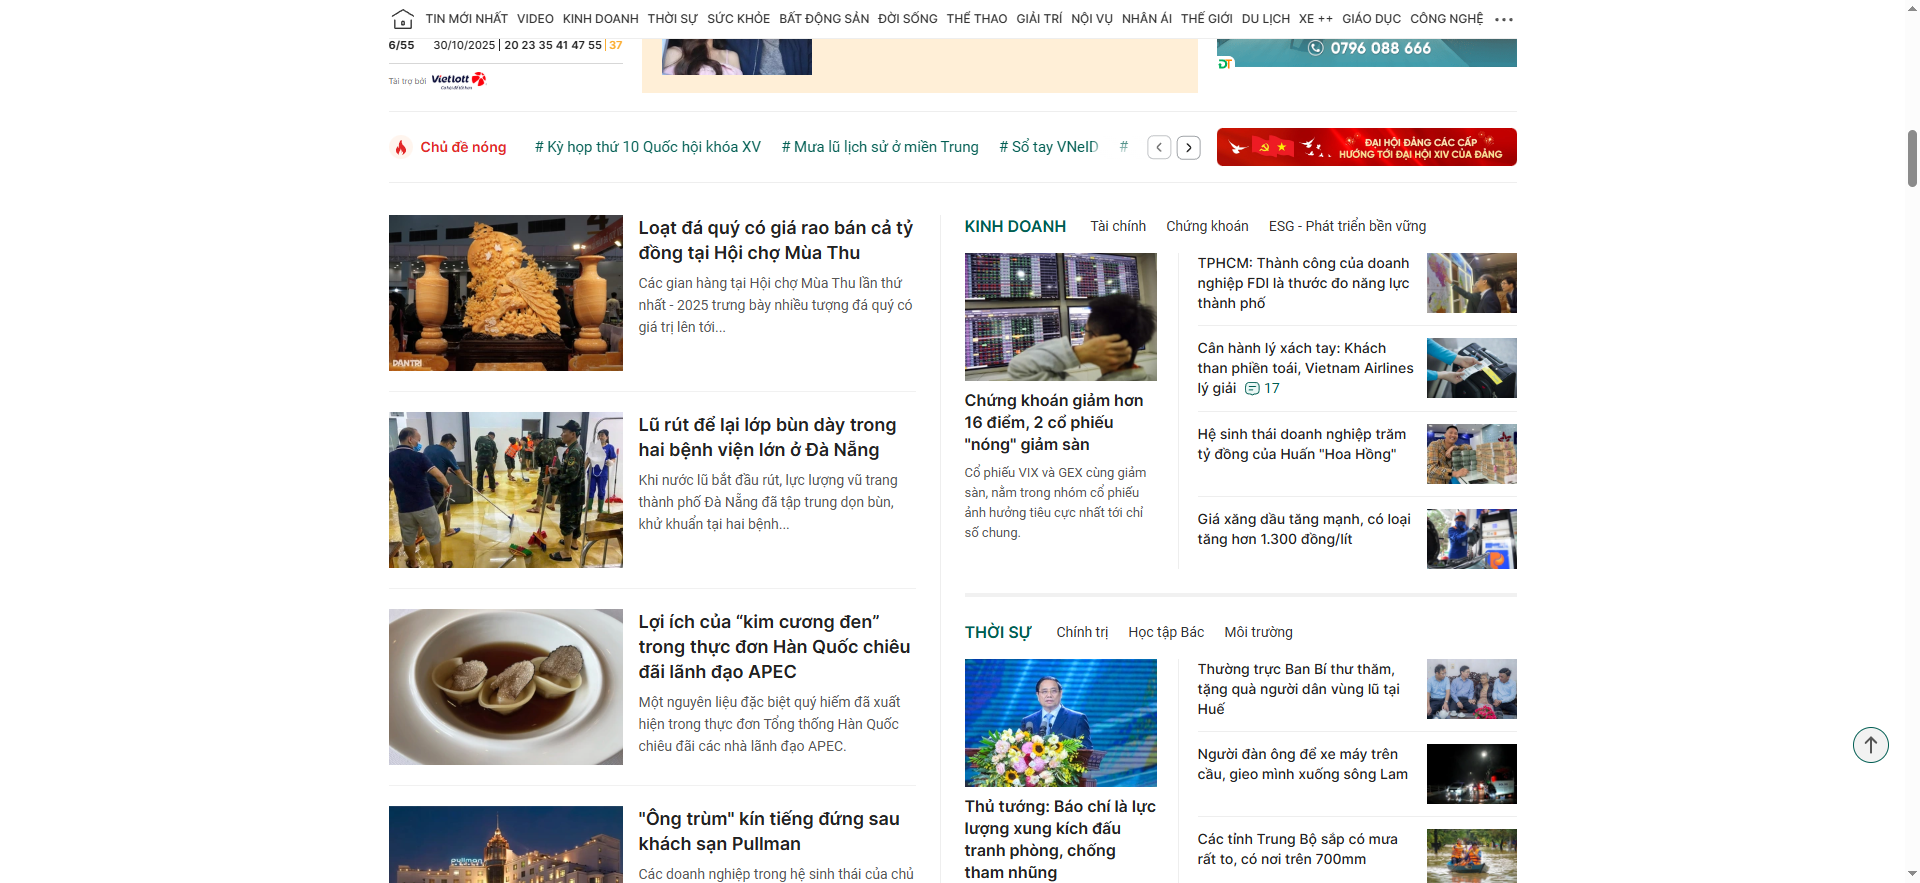 TIN MỚI NHẤT VIDEO KINH DOANH THỜI SỰ SỨC KHỎE BẤT ĐỘNG SẢN ĐỜI SỐNG THỂ THAO GIẢI TRÍ NỘI VỤ NHÂN ÁI THẾ GIỚI DU LỊCH XE ++ GIÁO DỤC CÔNG NGHỆ
6/55 30/10/2025 | 20 23 35 41 47 55 | 37
Tài trợ bởi Vietlott
0796 088 666
DT
Chủ đề nóng # Kỳ họp thứ 10 Quốc hội khóa XV # Mưa lũ lịch sử ở miền Trung # Sổ tay VNeID #
ĐẠI HỘI ĐẢNG CÁC CẤP
HƯỚNG TỚI ĐẠI HỘI XIV CỦA ĐẢNG
Loạt đá quý có giá rao bán cả tỷ
đồng tại Hội chợ Mùa Thu
Các gian hàng tại Hội chợ Mùa Thu lần thứ
nhất - 2025 trưng bày nhiều tượng đá quý có
giá trị lên tới...
DANTRI
Lũ rút để lại lớp bùn dày trong
hai bệnh viện lớn ở Đà Nẵng
Khi nước lũ bắt đầu rút, lực lượng vũ trang
thành phố Đà Nẵng đã tập trung dọn bùn,
khử khuẩn tại hai bệnh...
Lợi ích của “kim cương đen”
trong thực đơn Hàn Quốc chiêu
đãi lãnh đạo APEC
Một nguyên liệu đặc biệt quý hiếm đã xuất
hiện trong thực đơn Tổng thống Hàn Quốc
chiêu đãi các nhà lãnh đạo APEC.
"Ông trùm" kín tiếng đứng sau
khách sạn Pullman
Các doanh nghiệp trong hệ sinh thái của chủ
pullman
KINH DOANH Tài chính Chứng khoán ESG - Phát triển bền vững
Chứng khoán giảm hơn
16 điểm, 2 cổ phiếu
"nóng" giảm sàn
Cổ phiếu VIX và GEX cùng giảm
sàn, nằm trong nhóm cổ phiếu
ảnh hưởng tiêu cực nhất tới chỉ
số chung.
TPHCM: Thành công của doanh
nghiệp FDI là thước đo năng lực
thành phố
Cân hành lý xách tay: Khách
than phiền toái, Vietnam Airlines
lý giải 17
Hệ sinh thái doanh nghiệp trăm
tỷ đồng của Huấn "Hoa Hồng"
Giá xăng dầu tăng mạnh, có loại
tăng hơn 1.300 đồng/lít
THỜI SỰ Chính trị Học tập Bác Môi trường
Thủ tướng: Báo chí là lực
lượng xung kích đấu
tranh phòng, chống
tham nhũng
Thường trực Ban Bí thư thăm,
tặng quà người dân vùng lũ tại
Huế
Người đàn ông để xe máy trên
cầu, gieo mình xuống sông Lam
Các tỉnh Trung Bộ sắp có mưa
rất to, có nơi trên 700mm